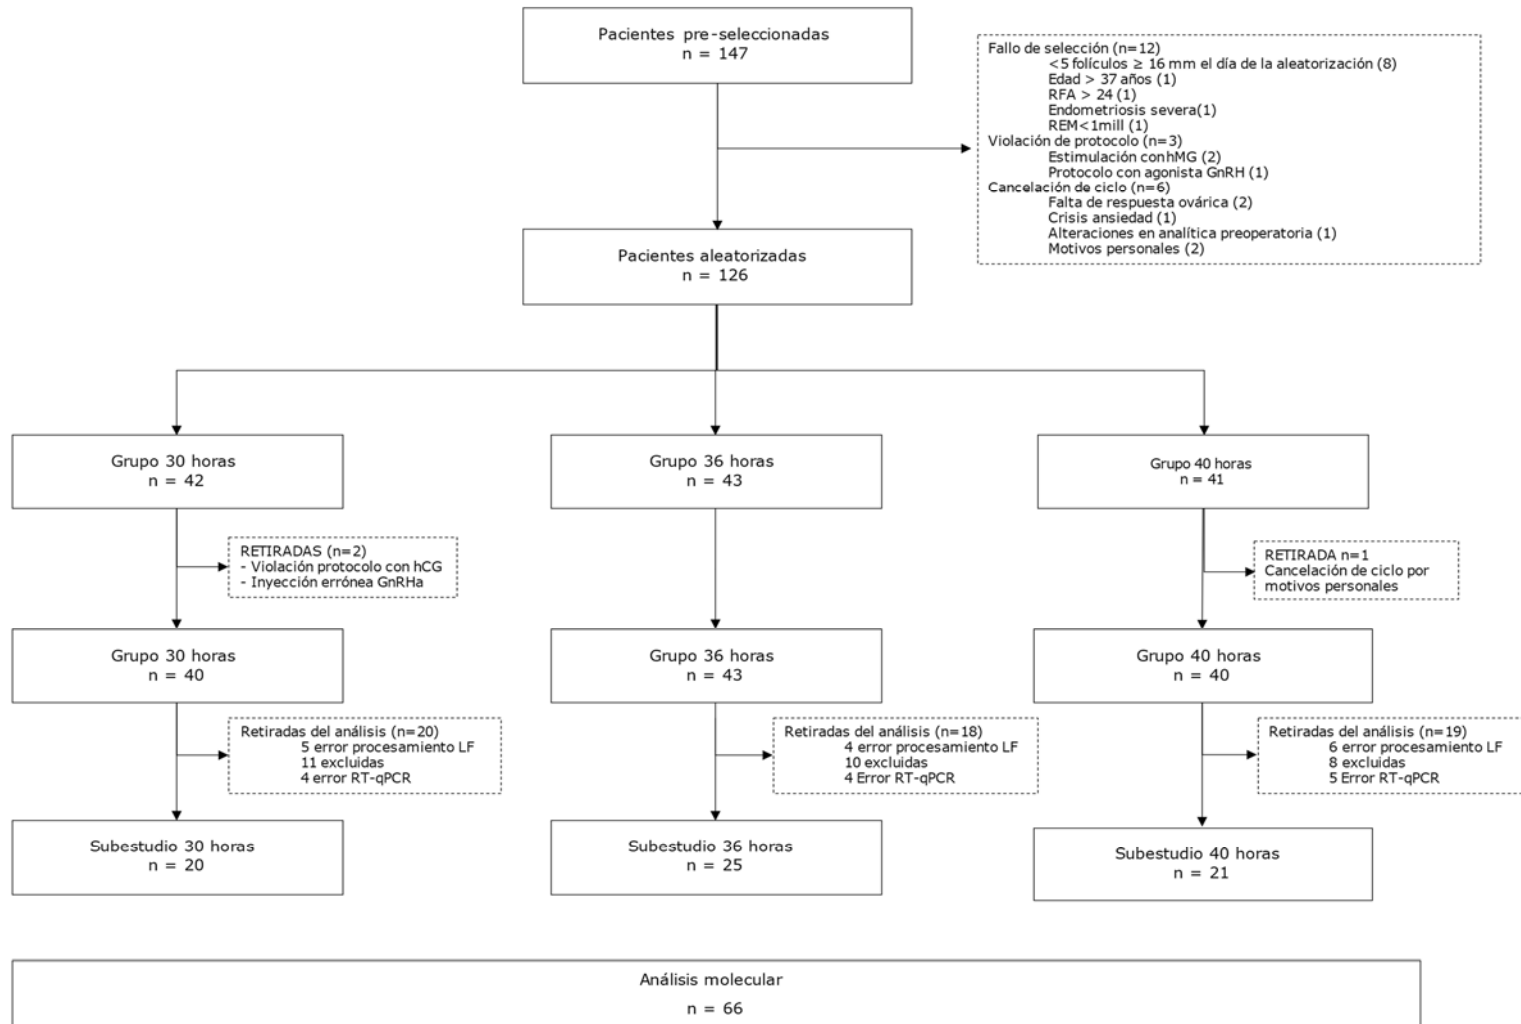 Pacientes pre-seleccionadas
n = 147
Fallo de selección (n=12)
<5 folículos ≥ 16 mm el día de la aleatorización (8)
Edad > 37 años (1)
RFA > 24 (1)
Endometriosis severa(1)
REM<1mill (1)
Violación de protocolo (n=3)
Estimulación conhMG (2)
Protocolo con agonista GnRH (1)
Cancelación de ciclo (n=6)
Falta de respuesta ovárica (2)
Crisis ansiedad (1)
Alteraciones en analítica preoperatoria (1)
Motivos personales (2)
Pacientes aleatorizadas
n = 126
Grupo 30 horas
n = 42
Grupo 36 horas
n = 43
Grupo 40 horas
n = 41
RETIRADAS (n=2)
- Violación protocolo con hCG
- Inyección errónea GnRHa
RETIRADA n=1
Cancelación de ciclo por
motivos personales
Grupo 30 horas
n = 40
Grupo 36 horas
n = 43
Grupo 40 horas
n = 40
Retiradas del análisis (n=20)
5 error procesamiento LF
11 excluidas
4 error RT-qPCR
Retiradas del análisis (n=18)
4 error procesamiento LF
10 excluidas
4 Error RT-qPCR
Retiradas del análisis (n=19)
6 error procesamiento LF
8 excluidas
5 Error RT-qPCR
Subestudio 30 horas
n = 20
Subestudio 36 horas
n = 25
Subestudio 40 horas
n = 21
Análisis molecular
n = 66